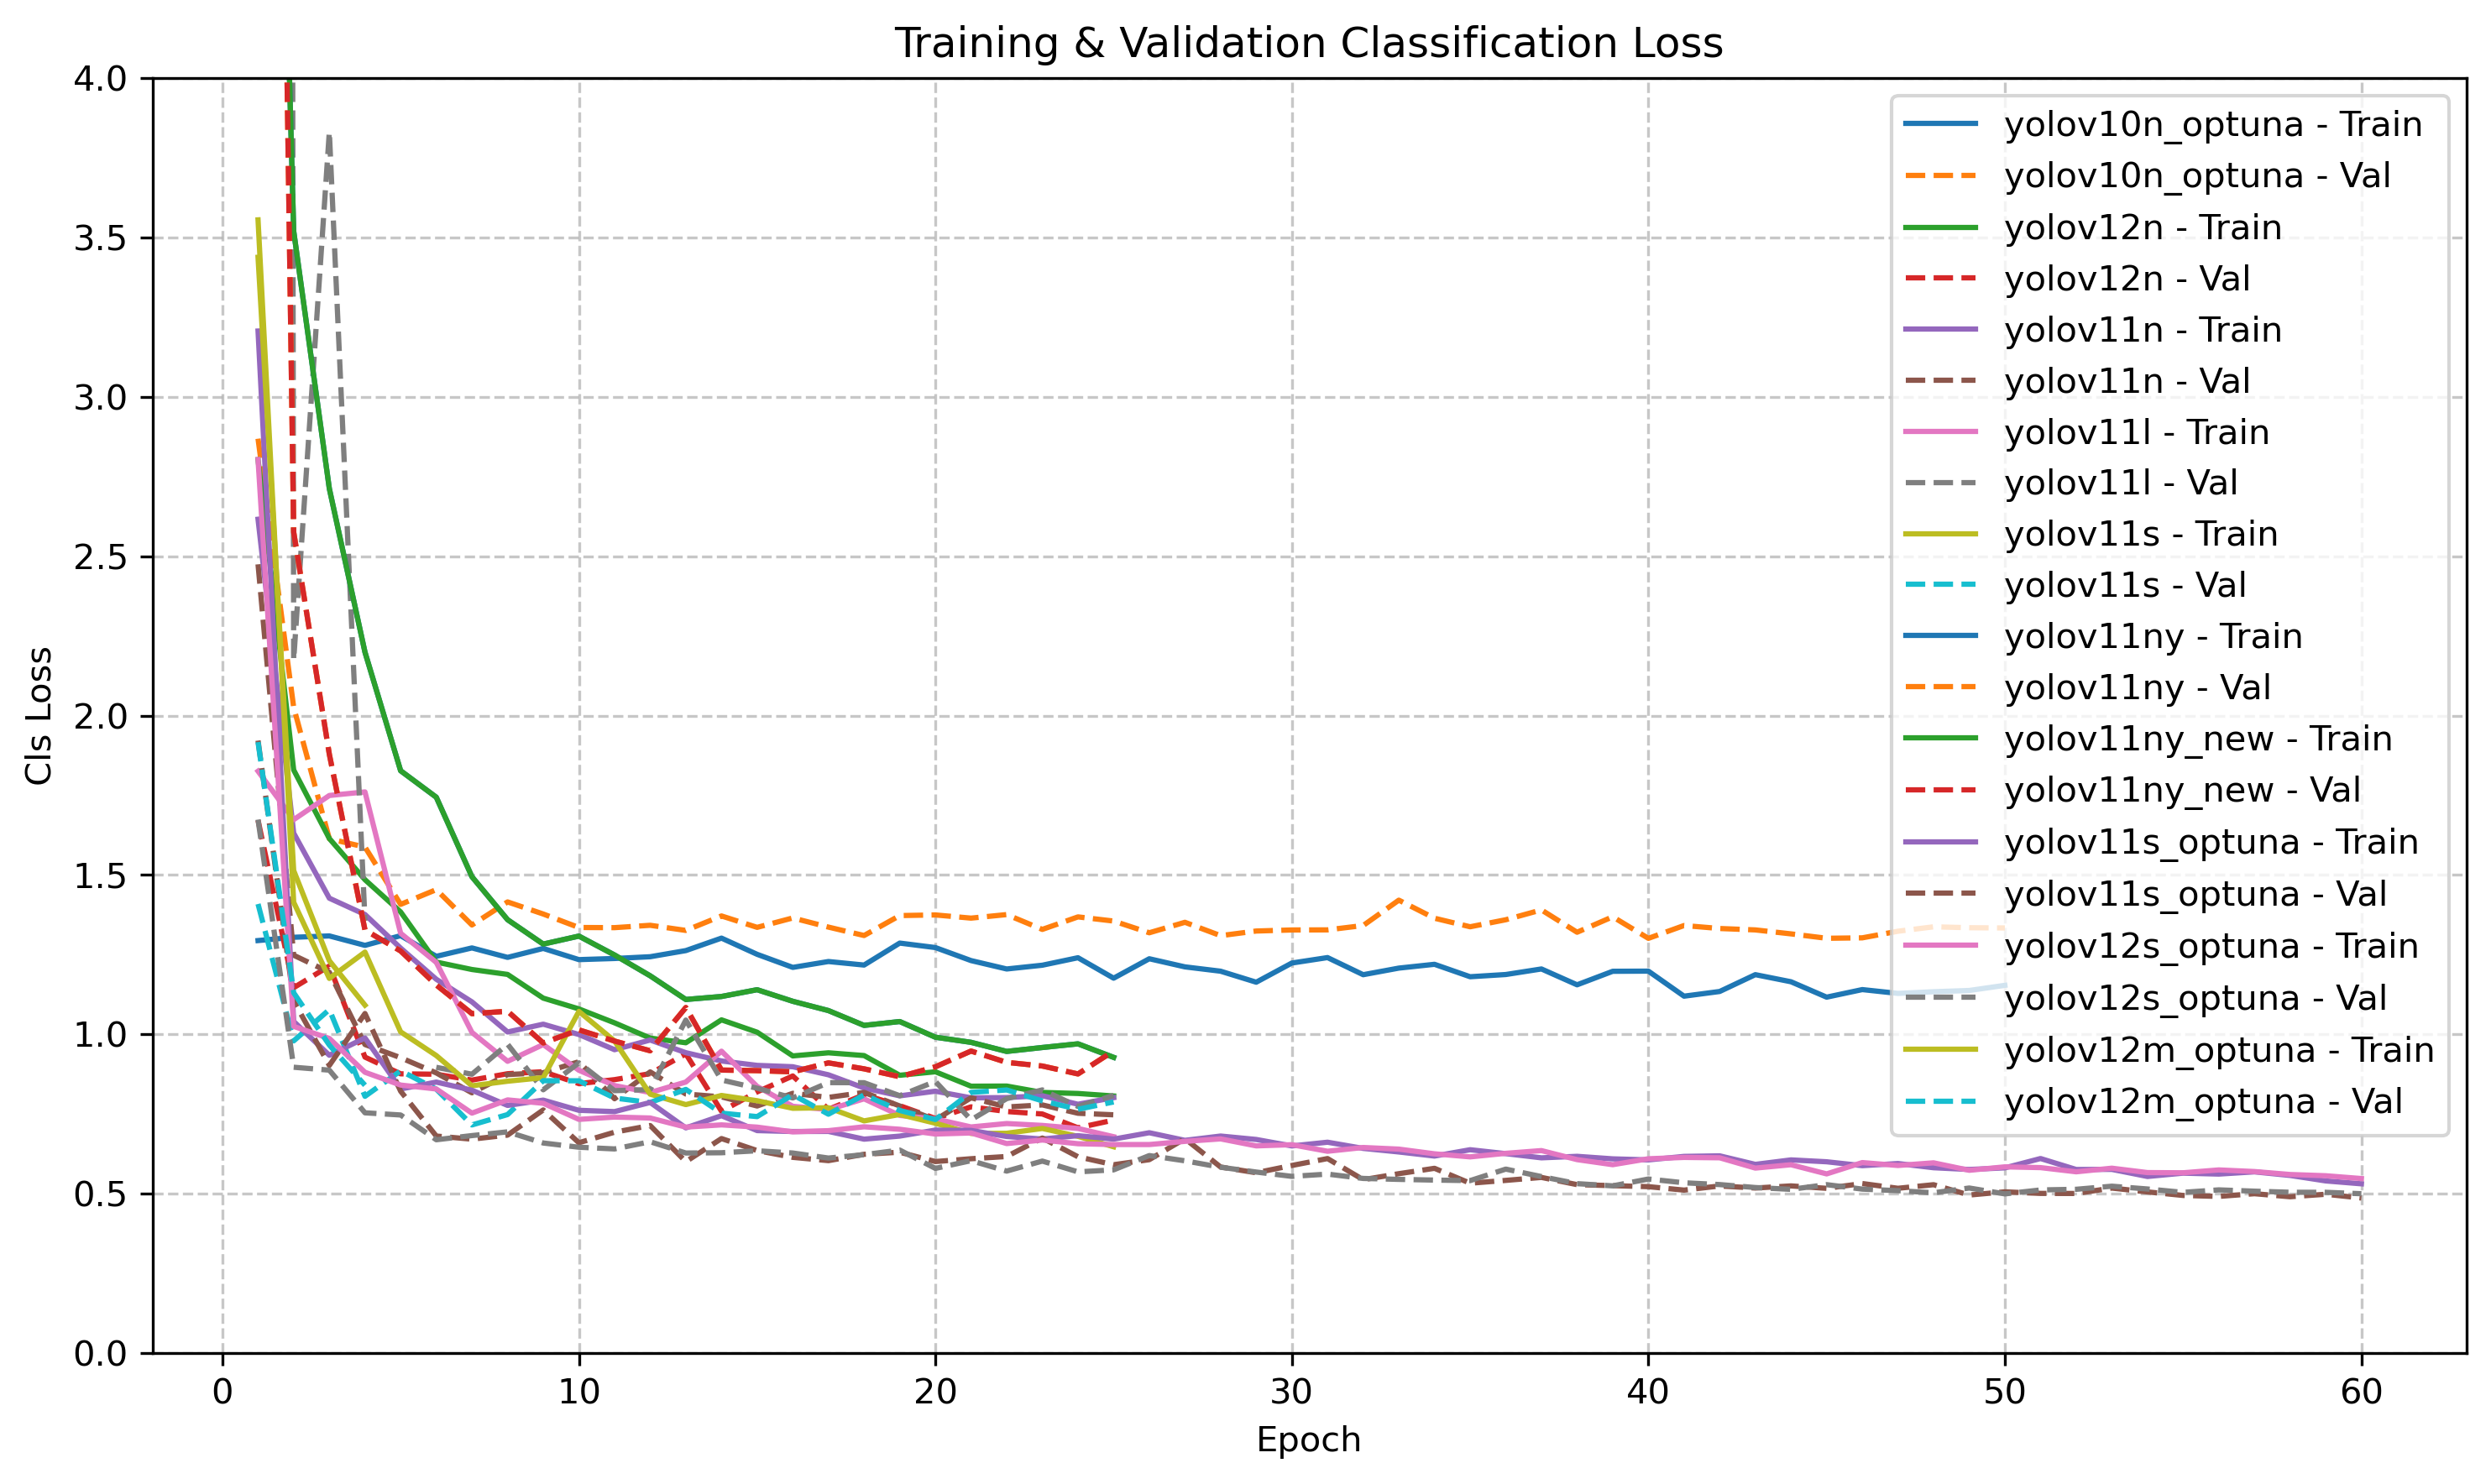 Training & Validation Classification Loss
4.0
3.5
3.0
2.5
2.0
1.5
1.0
0.5
0.0
Cls Loss
0 10 20 30 40 50 60
Epoch
yolov10n_optuna - Train
yolov10n_optuna - Val
yolov12n - Train
yolov12n - Val
yolov11n - Train
yolov11n - Val
yolov11l - Train
yolov11l - Val
yolov11s - Train
yolov11s - Val
yolov11ny - Train
yolov11ny - Val
yolov11ny_new - Train
yolov11ny_new - Val
yolov11s_optuna - Train
yolov11s_optuna - Val
yolov12s_optuna - Train
yolov12s_optuna - Val
yolov12m_optuna - Train
yolov12m_optuna - Val